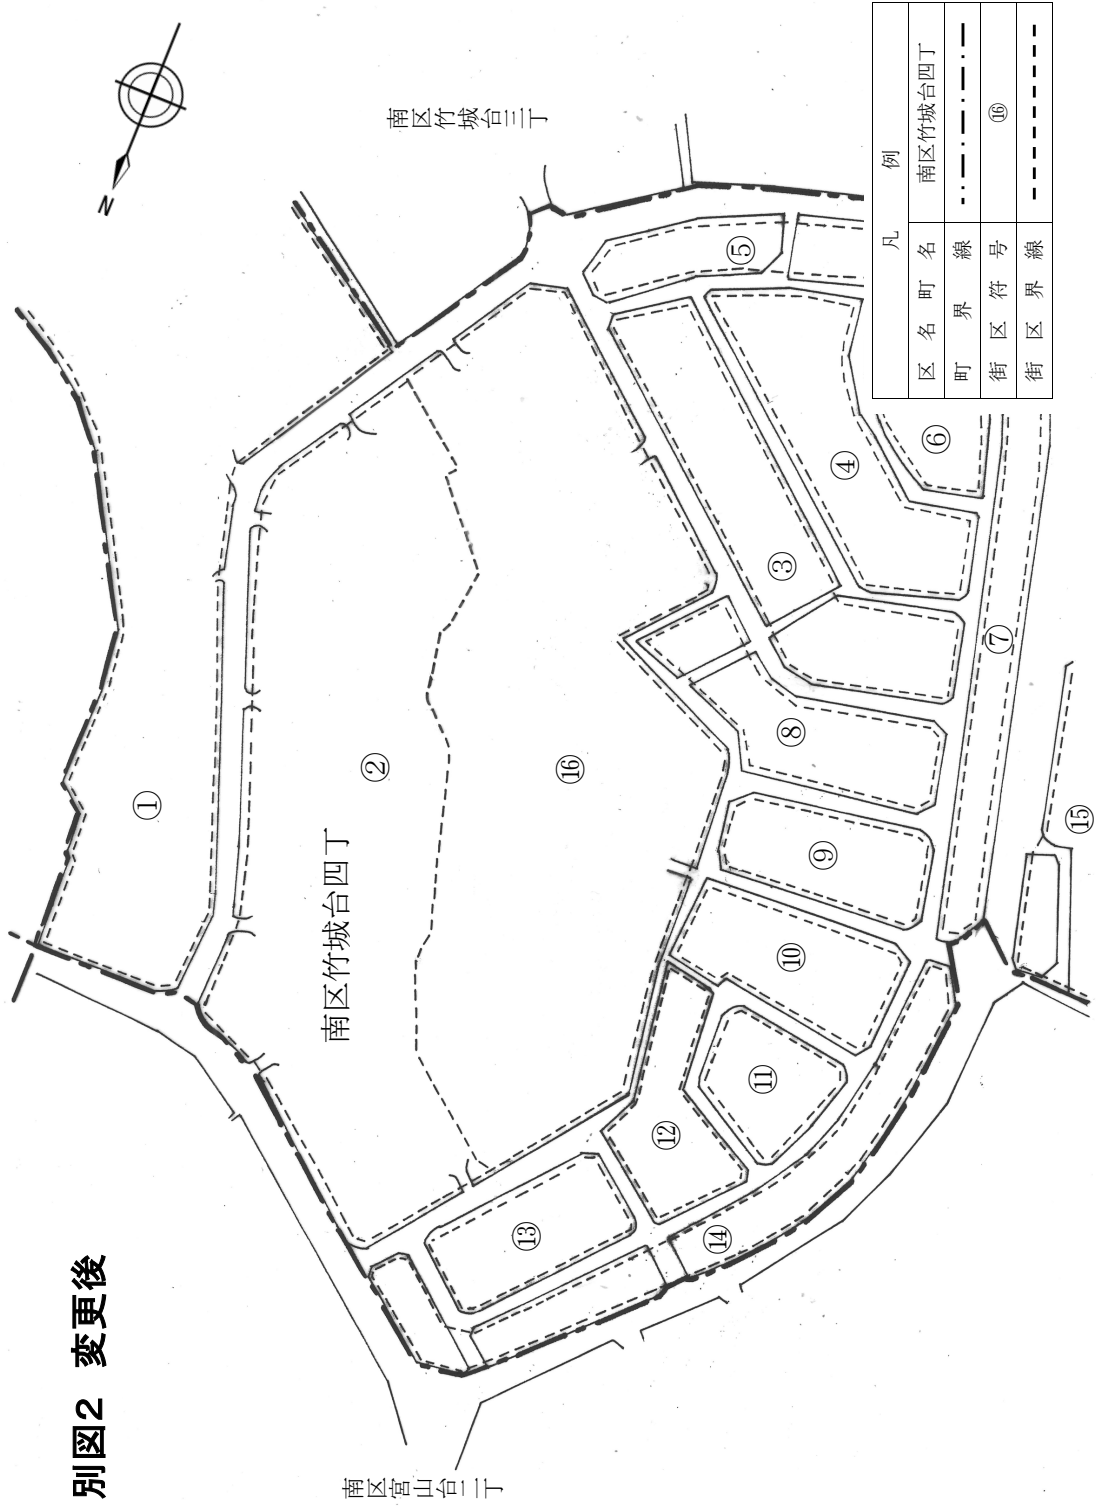 別図2 変更後
N
南区竹城台三丁
南区宮山台二丁
南区竹城台四丁
①
②
③
④
⑤
⑥
⑦
⑧
⑨
⑩
⑪
⑫
⑬
⑭
⑮
⑯
凡 例
区名町名 南区竹城台四丁
町界線
街区符号 ⑯
街区界線